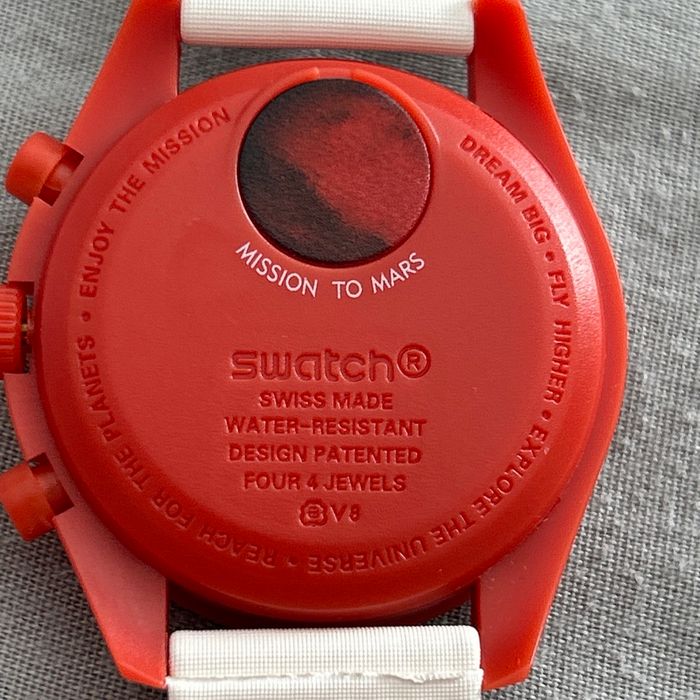 MISSION TO MARS
swatch®
SWISS MADE
WATER-RESISTANT
DESIGN PATENTED
FOUR 4 JEWELS
V8
DREAM BIG • FLY HIGHER • EXPLORE THE UNIVERSE • REACH FOR THE PLANETS • ENJOY THE MISSION